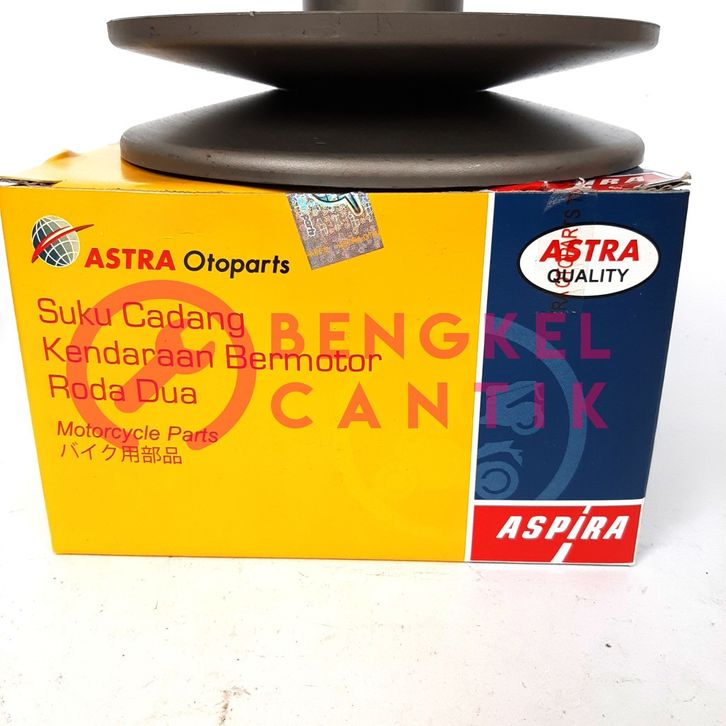 ASPIRA
ASTRA Otoparts
ASTRA
QUALITY
Suku Cadang
Kendaraan Bermotor
Roda Dua
Motorcycle Parts
バイク用部品
BENGKEL
CANTIK
ASPIRA